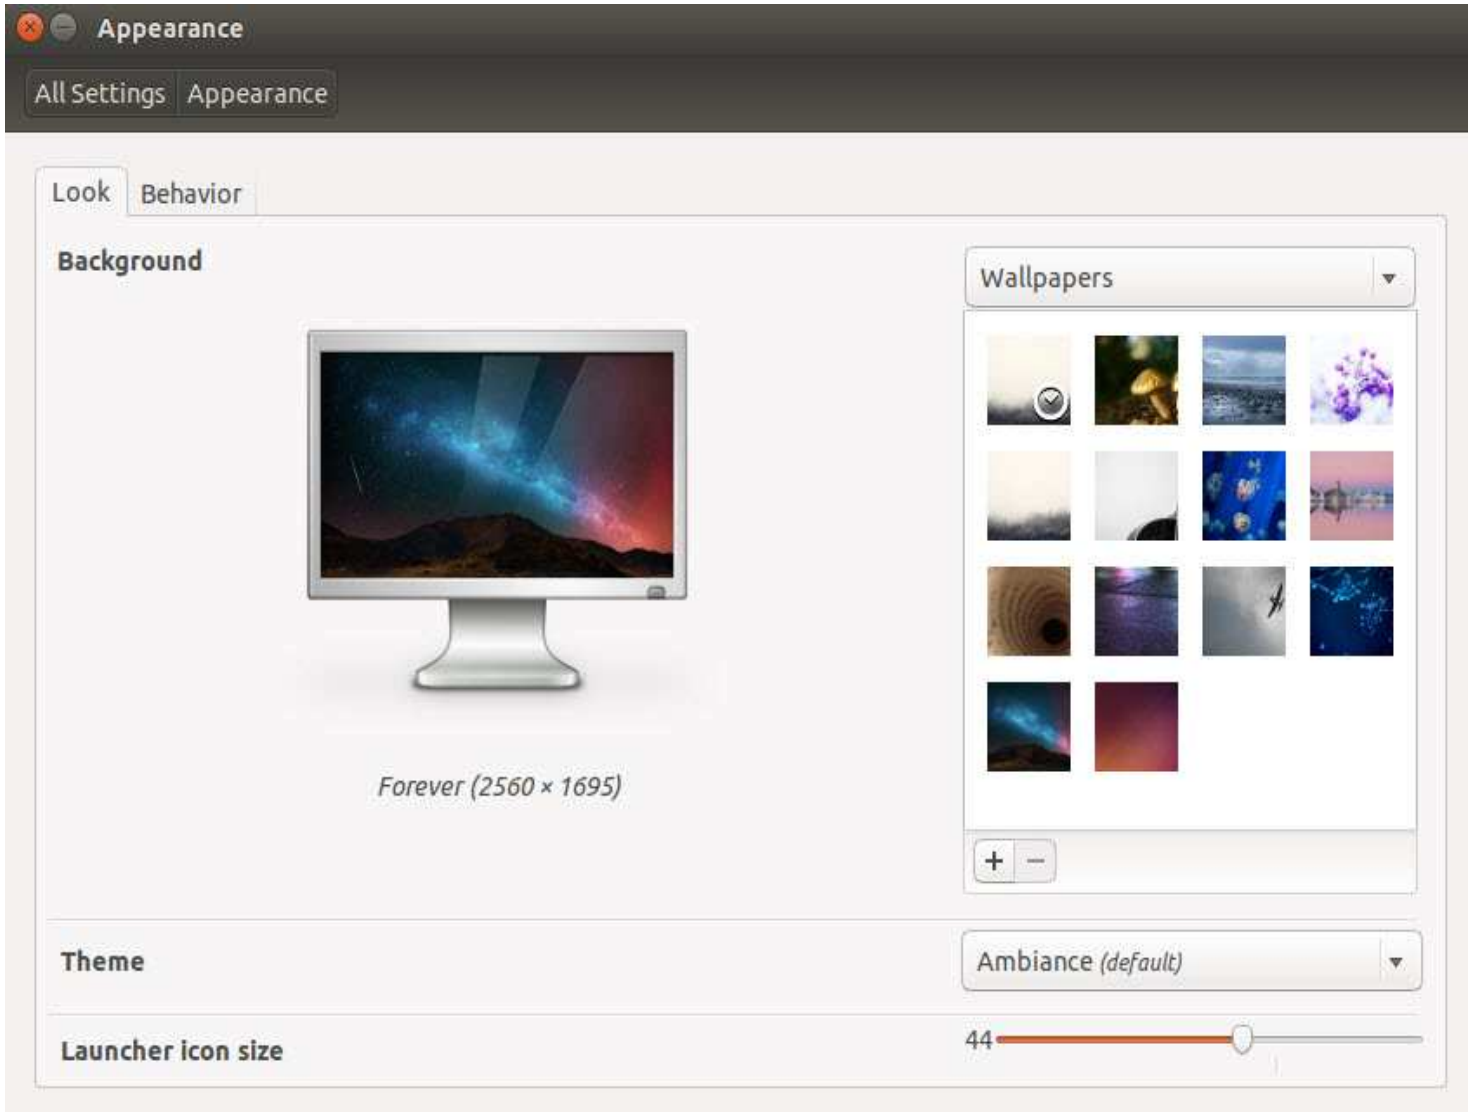 Appearance
All Settings Appearance
Look Behavior
Background
Wallpapers
Forever (2560 × 1695)
+ −
Theme
Ambiance (default)
Launcher icon size
44